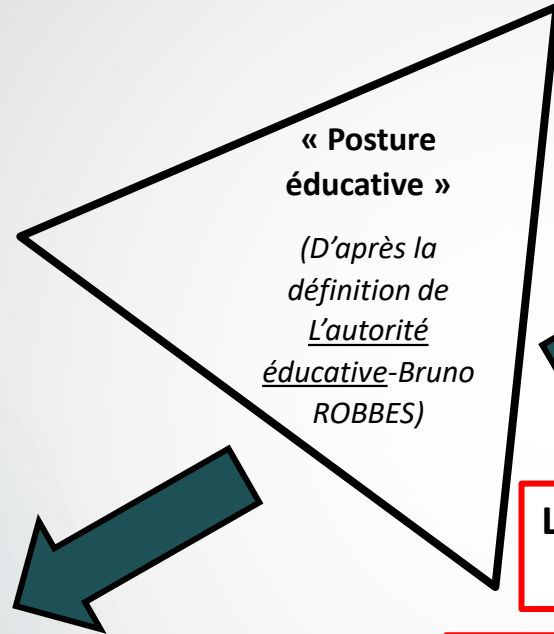 « Posture
éducative »
(D’après la
définition de
L’autorité
éducative-Bruno
ROBBES)
L